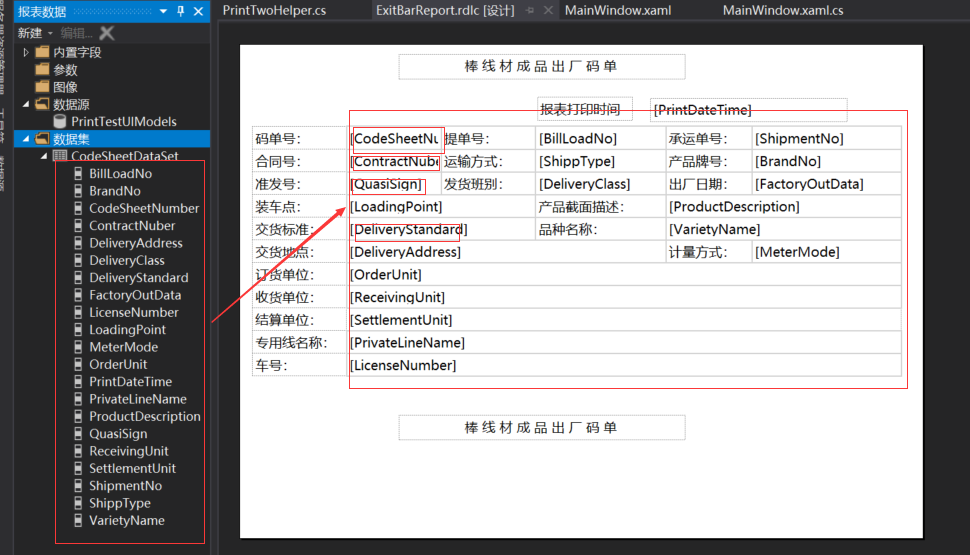 报表数据
PrintTwoHelper.cs
ExitBarReport.rdlc [设计]
MainWindow.xaml
MainWindow.xaml.cs
新建
编辑...
内置字段
参数
图像
数据源
PrintTestUIModels
数据集
CodeSheetDataSet
BillLoadNo
BrandNo
CodeSheetNumber
ContractNuber
DeliveryAddress
DeliveryClass
DeliveryStandard
FactoryOutData
LicenseNumber
LoadingPoint
MeterMode
OrderUnit
PrintDateTime
PrivateLineName
ProductDescription
QuasiSign
ReceivingUnit
SettlementUnit
ShipmentNo
ShippType
VarietyName
棒线材成品出厂码单
报表打印时间 [PrintDateTime]
码单号: [CodeSheetNu 提单号: [BillLoadNo] 承运单号: [ShipmentNo]
合同号: [ContractNube 运输方式: [ShippType] 产品牌号: [BrandNo]
准发号: [QuasiSign] 发货班别: [DeliveryClass] 出厂日期: [FactoryOutData]
装车点: [LoadingPoint] 产品截面描述: [ProductDescription]
交货标准: [DeliveryStandard] 品种名称: [VarietyName]
交货地点: [DeliveryAddress] 计量方式: [MeterMode]
订货单位: [OrderUnit]
收货单位: [ReceivingUnit]
结算单位: [SettlementUnit]
专用线名称: [PrivateLineName]
车号: [LicenseNumber]
棒线材成品出厂码单